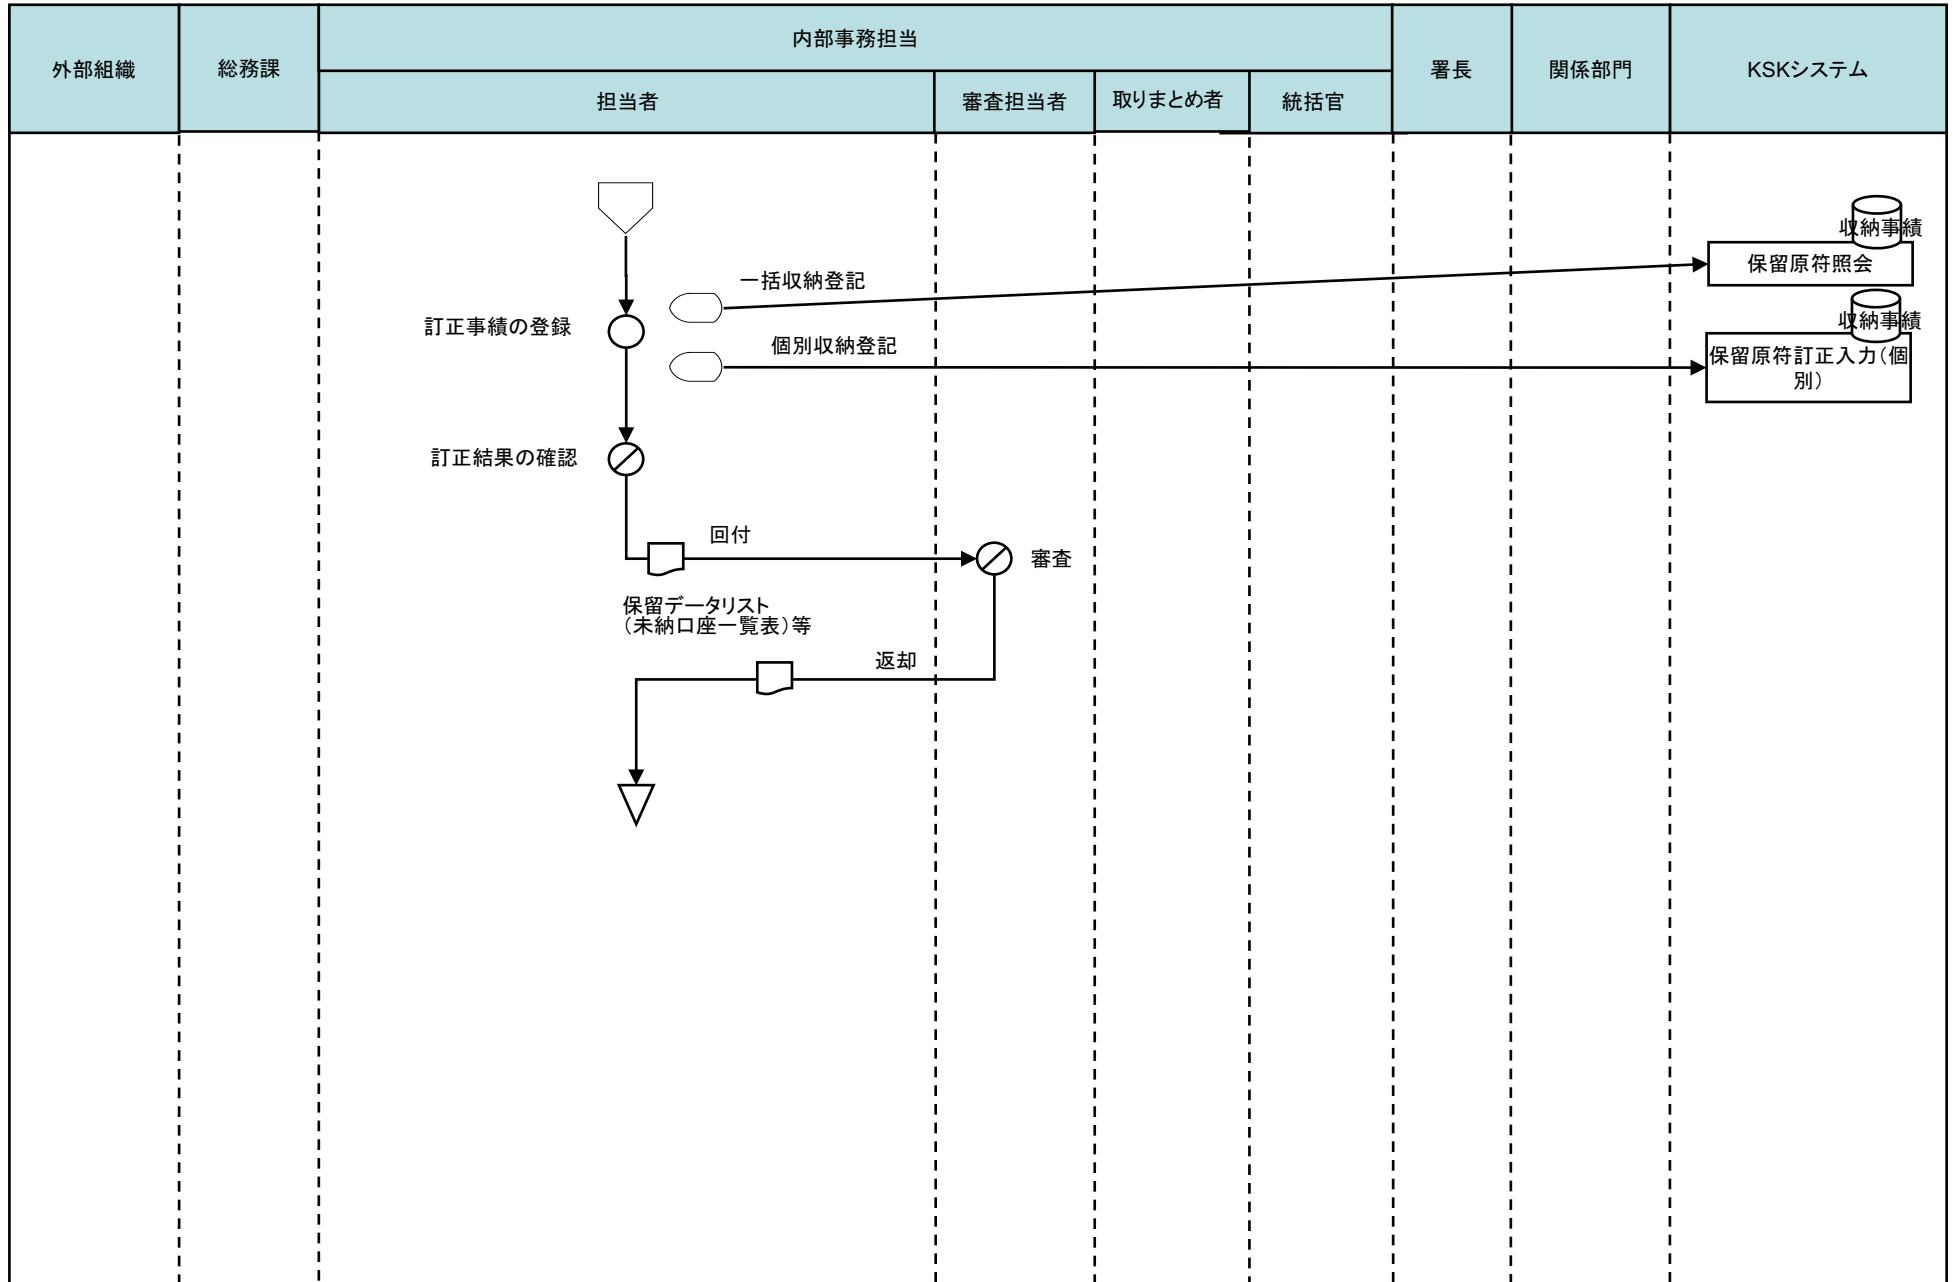 外部組織
総務課
内部事務担当
署長
関係部門
KSKシステム
担当者
審査担当者
取りまとめ者
統括官
収納事績
保留原符照会
一括収納登記
収納事績
訂正事績の登録
個別収納登記
保留原符訂正入力（個
別）
訂正結果の確認
回付
審査
保留データリスト
（未納口座一覧表）等
返却